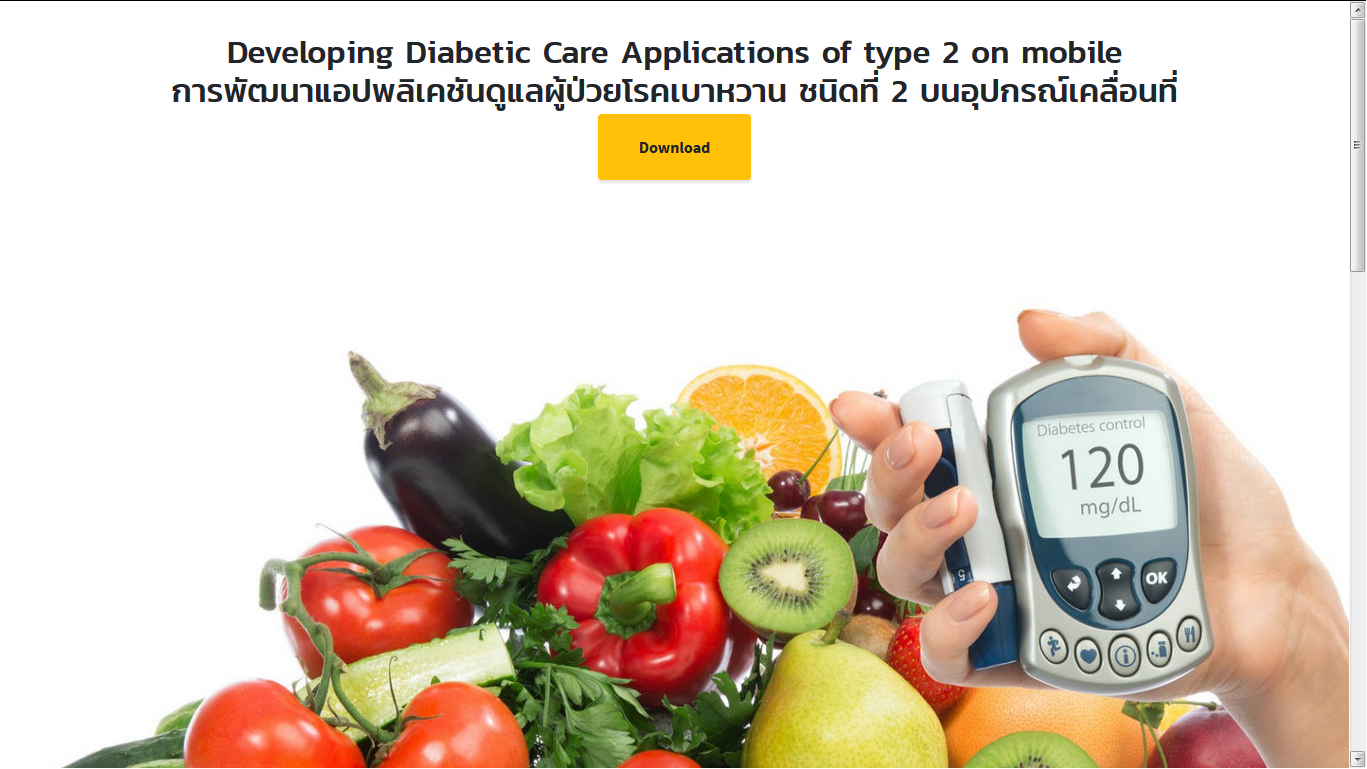 Developing Diabetic Care Applications of type 2 on mobile
การพัฒนาแอปพลิเคชันดูแลผู้ป่วยโรคเบาหวาน ชนิดที่ 2 บนอุปกรณ์เคลื่อนที่
Download
Diabetes control
120
mg/dL
OK
5